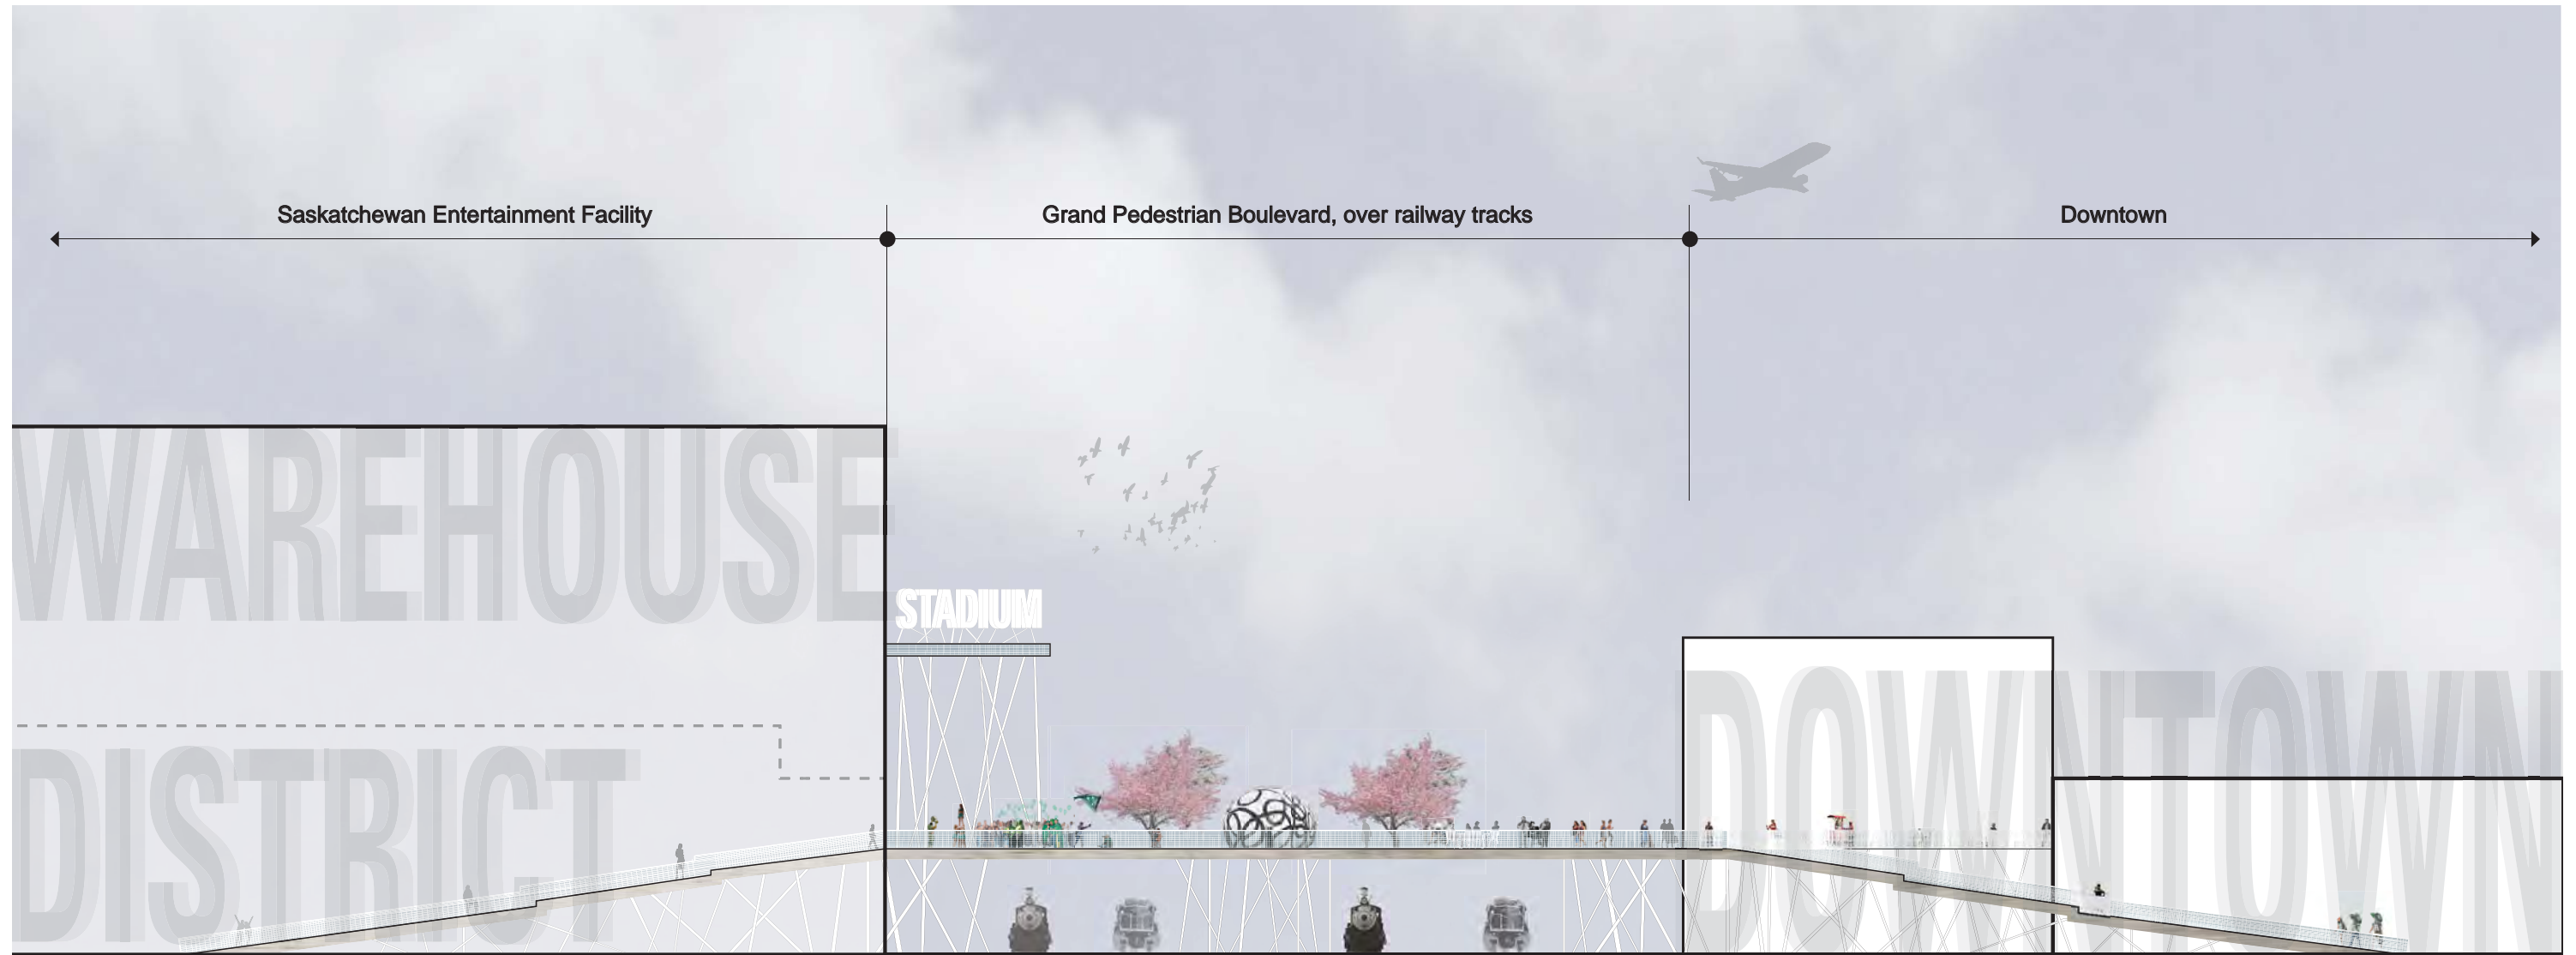 Saskatchewan Entertainment Facility
Grand Pedestrian Boulevard, over railway tracks
Downtown
WAREHOUSE
DISTRICT
STADIUM
DOWNTOWN